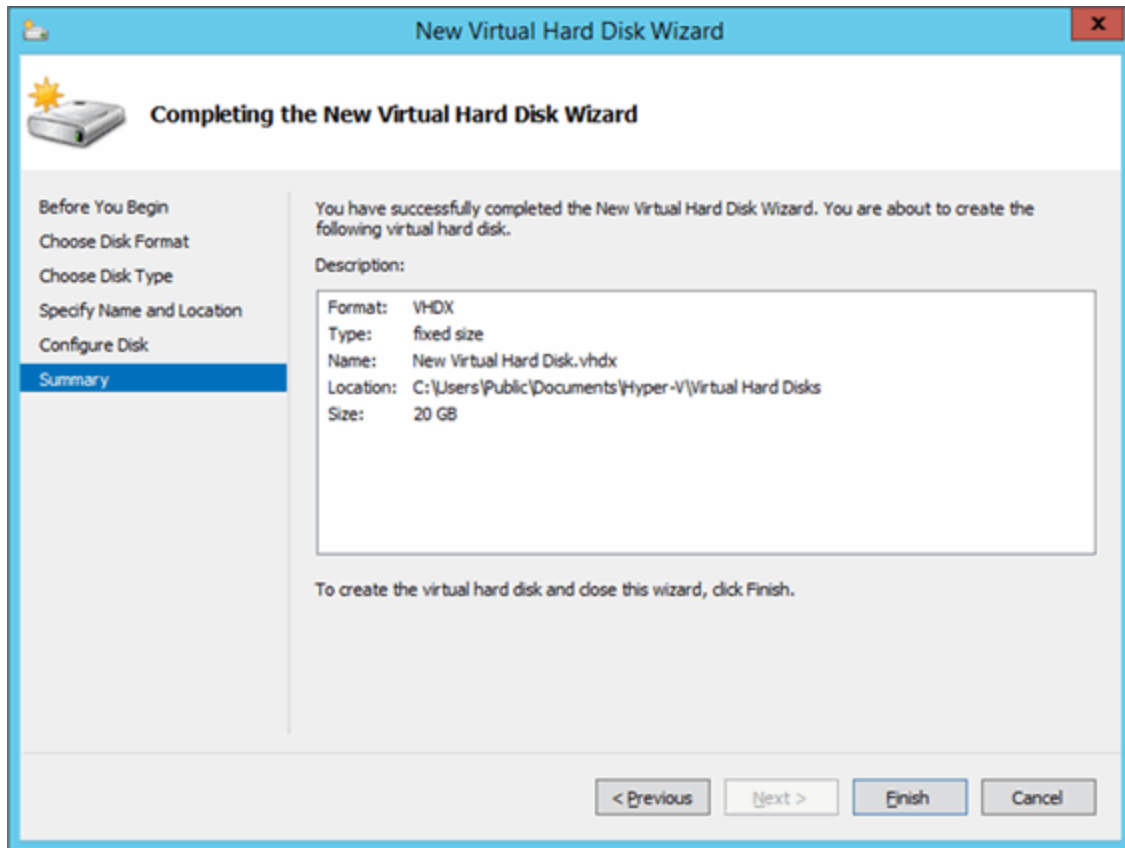 New Virtual Hard Disk Wizard
x
Completing the New Virtual Hard Disk Wizard
Before You Begin
Choose Disk Format
Choose Disk Type
Specify Name and Location
Configure Disk
Summary
You have successfully completed the New Virtual Hard Disk Wizard. You are about to create the
following virtual hard disk.
Description:
Format: VHDX
Type: fixed size
Name: New Virtual Hard Disk.vhdx
Location: C:\Users\Public\Documents\Hyper-V\Virtual Hard Disks
Size: 20 GB
To create the virtual hard disk and close this wizard, click Finish.
< Previous Next > Finish Cancel